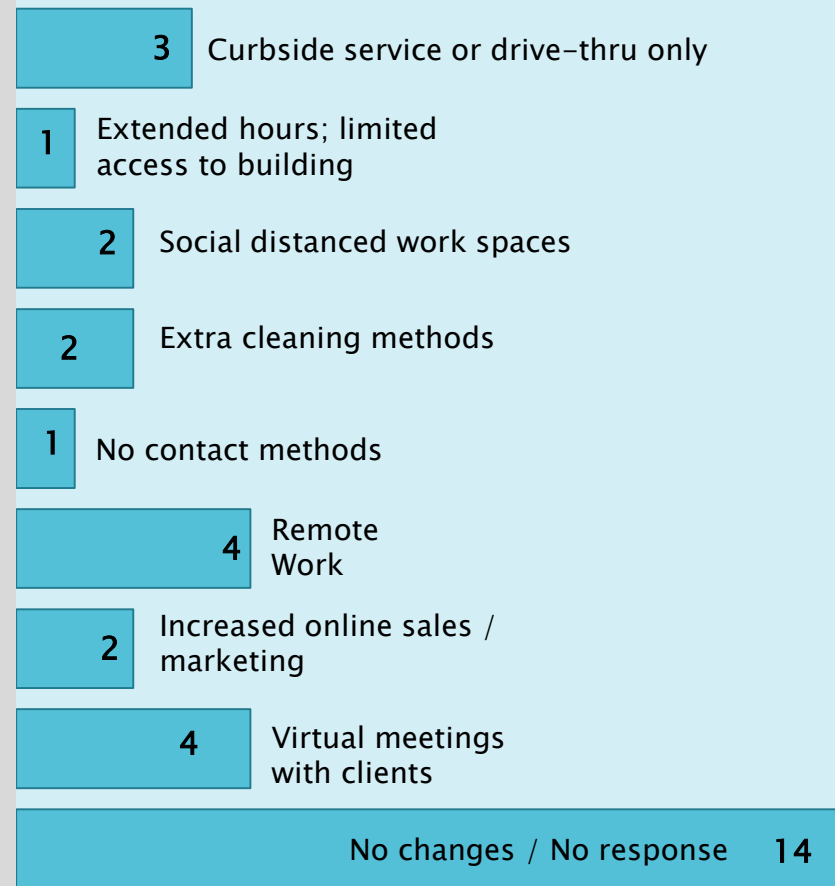 3 Curbside service or drive-thru only
1 Extended hours; limited
access to building
2 Social distanced work spaces
2 Extra cleaning methods
1 No contact methods
4 Remote
Work
2 Increased online sales /
marketing
4 Virtual meetings
with clients
No changes / No response 14